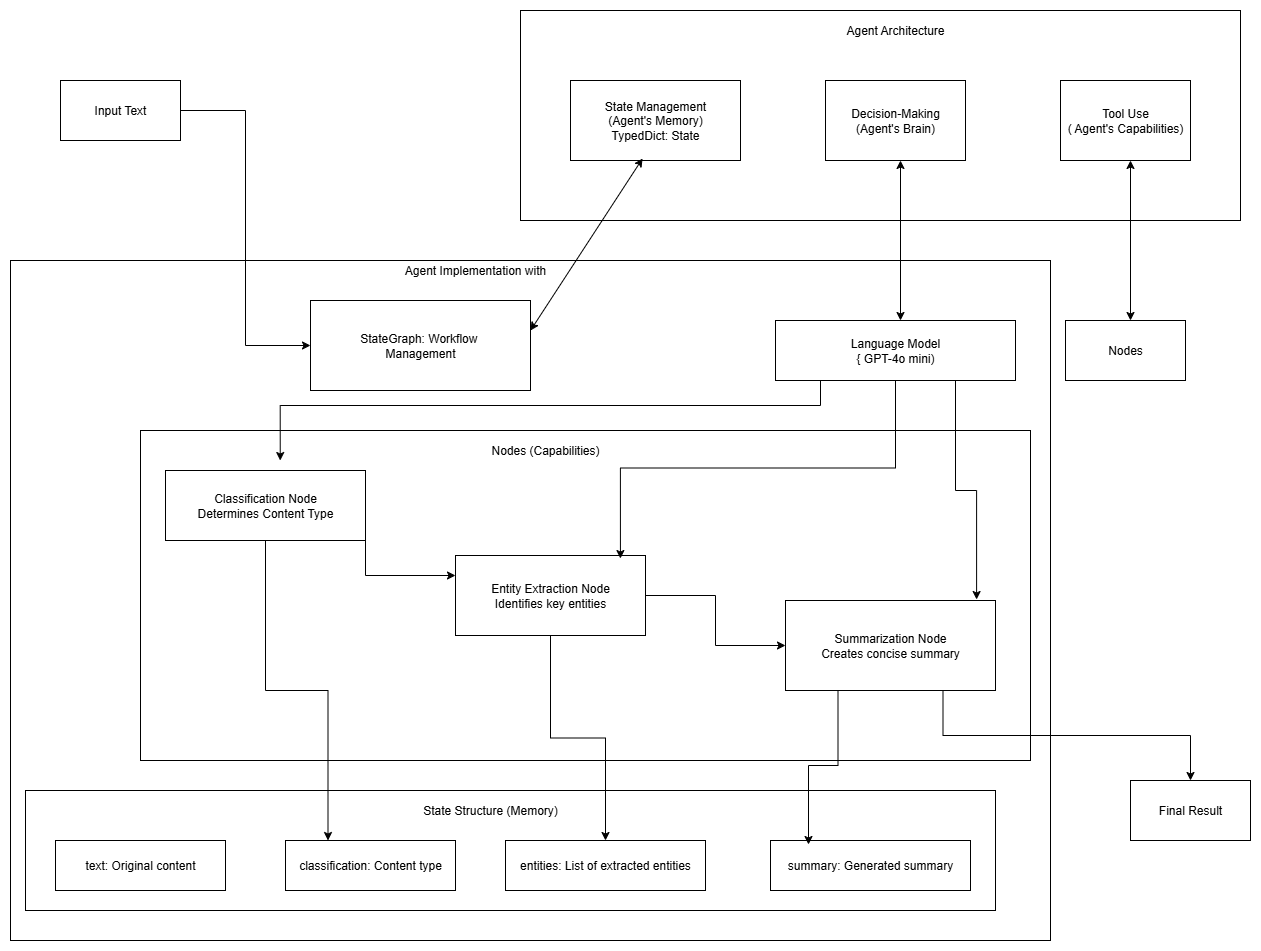 Agent Architecture
Input Text
State Management
(Agent's Memory)
TypedDict: State
Decision-Making
(Agent's Brain)
Tool Use
( Agent's Capabilities)
Agent Implementation with
StateGraph: Workflow
Management
Language Model
{ GPT-4o mini)
Nodes
Nodes (Capabilities)
Classification Node
Determines Content Type
Entity Extraction Node
Identifies key entities
Summarization Node
Creates concise summary
Final Result
State Structure (Memory)
text: Original content
classification: Content type
entities: List of extracted entities
summary: Generated summary